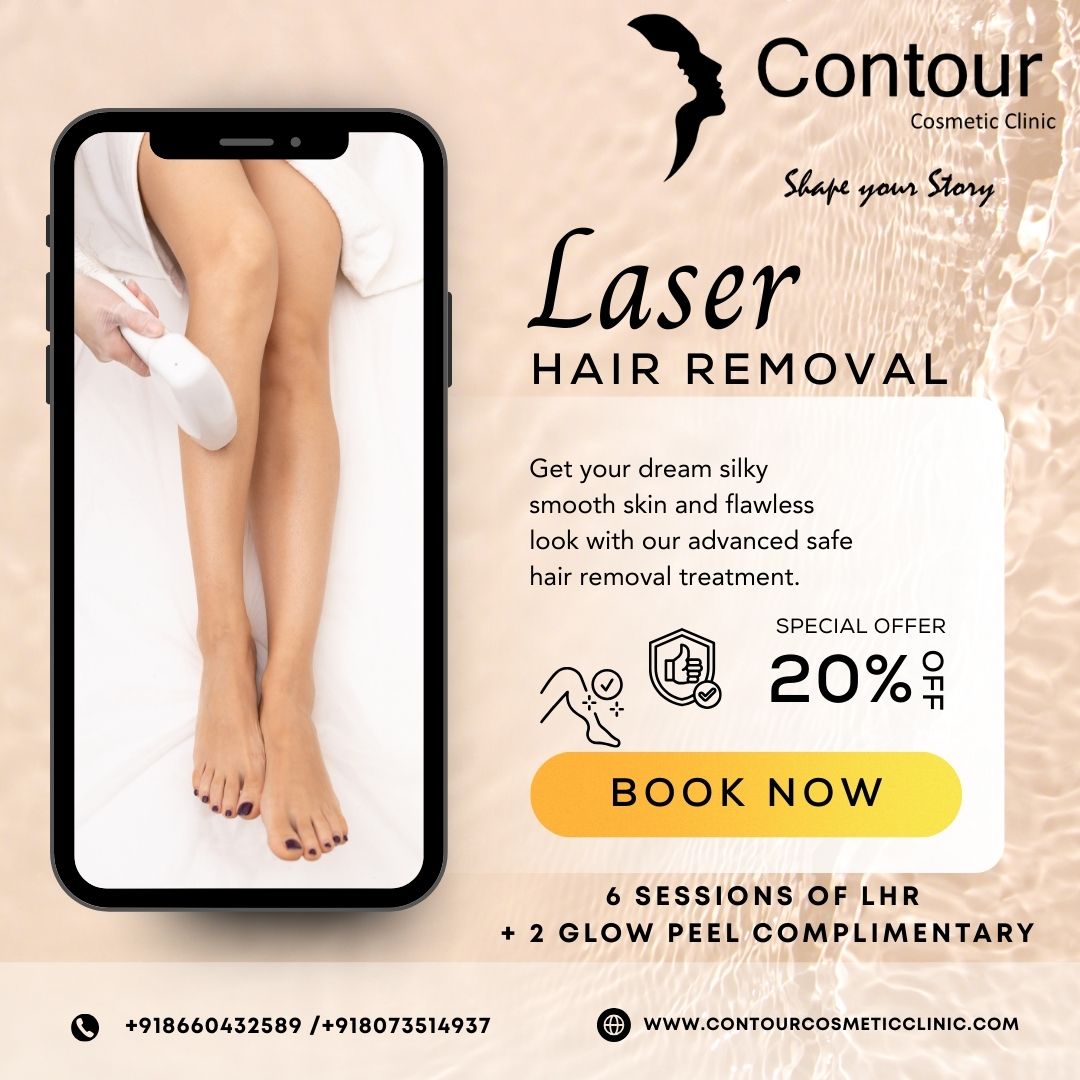 Contour
Cosmetic Clinic
Shape your Story
Laser
HAIR REMOVAL
Get your dream silky
smooth skin and flawless
look with our advanced safe
hair removal treatment.
SPECIAL OFFER
20% OFF
BOOK NOW
6 SESSIONS OF LHR
+ 2 GLOW PEEL COMPLIMENTARY
+918660432589 /+918073514937
WWW.CONTOURCOSMETICCLINIC.COM